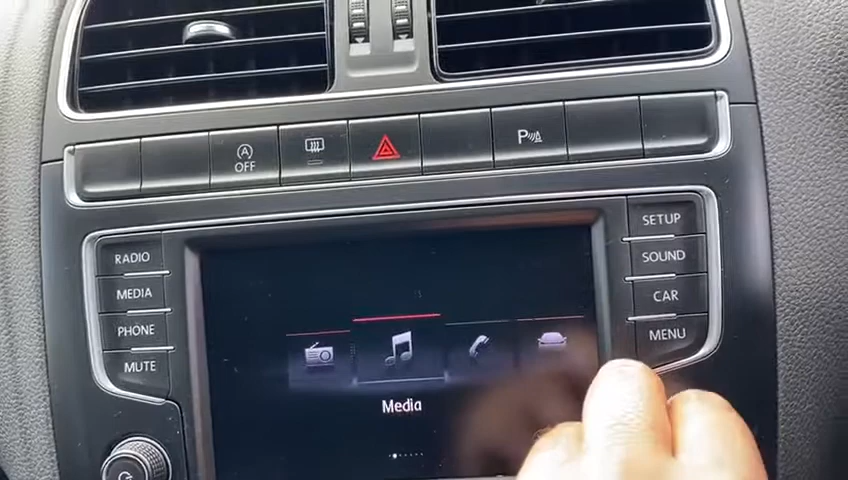 A OFF
P
RADIO
MEDIA
PHONE
MUTE
SETUP
SOUND
CAR
MENU
Media